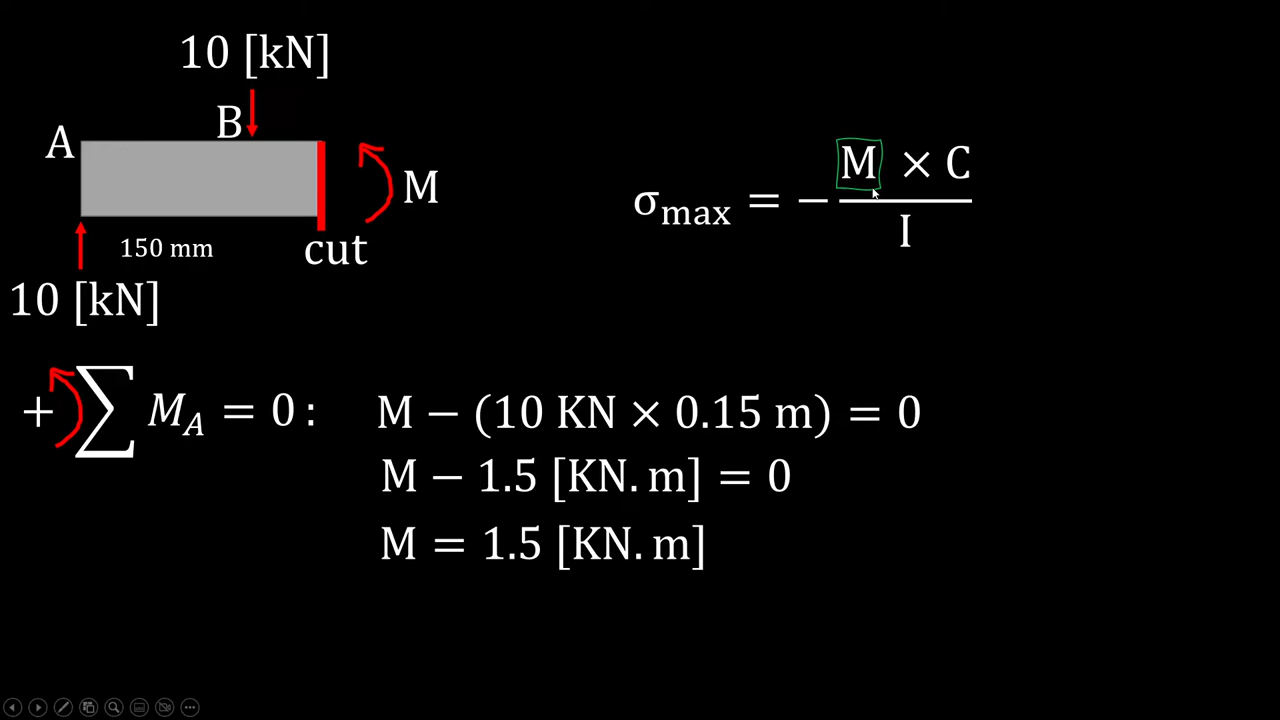 10 [kN]
B
A
M
cut
150 mm
10 [kN]
σmax = − M × C / I
+ ∑ M_A = 0 : M − (10 KN × 0.15 m) = 0
M − 1.5 [KN. m] = 0
M = 1.5 [KN. m]